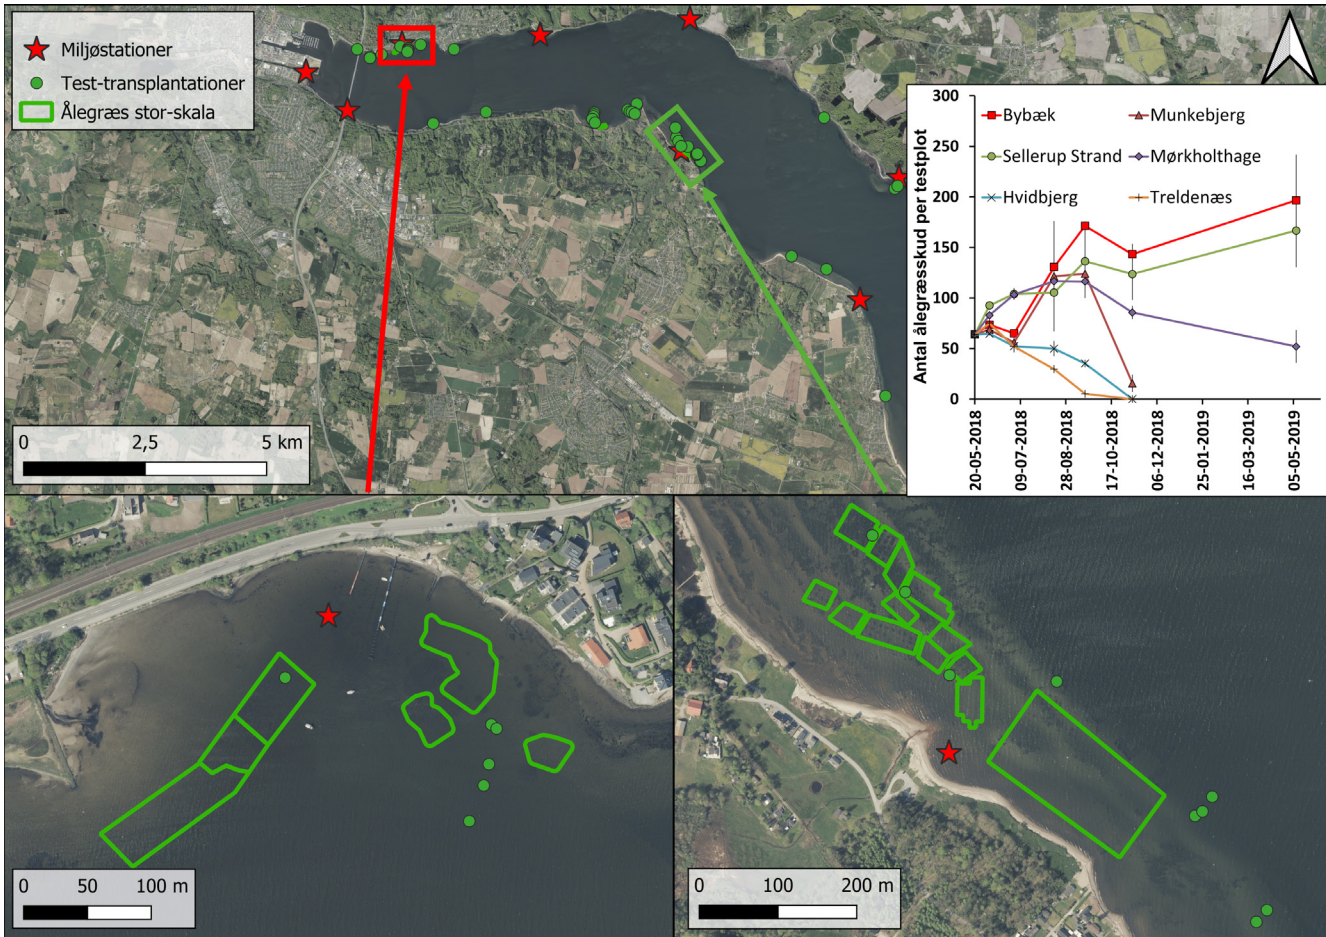 Miljøstationer
Test-transplantationer
Ålegræs stor-skala
0 2,5 5 km
300
250
200
150
100
50
0
Antal ålegræsskud per testplot
Bybæk Munkebjerg
Sellerup Strand Mørkholthage
Hvidbjerg Treldenæs
20-05-2018
09-07-2018
28-08-2018
17-10-2018
06-12-2018
25-01-2019
16-03-2019
05-05-2019
0 50 100 m
0 100 200 m